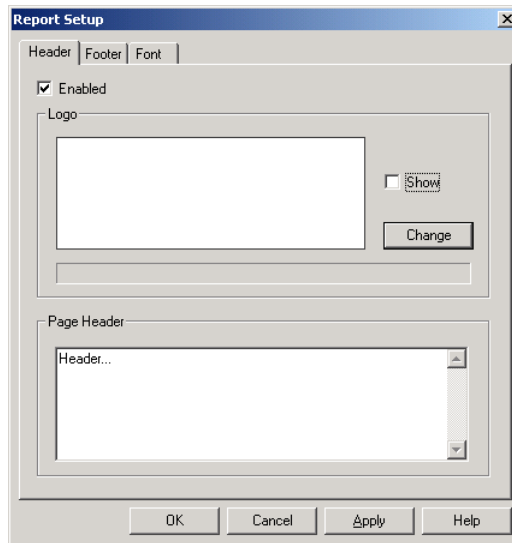 Report Setup
Header Footer Font
Enabled
Logo
Show
Change
Page Header
Header...
OK Cancel Apply Help